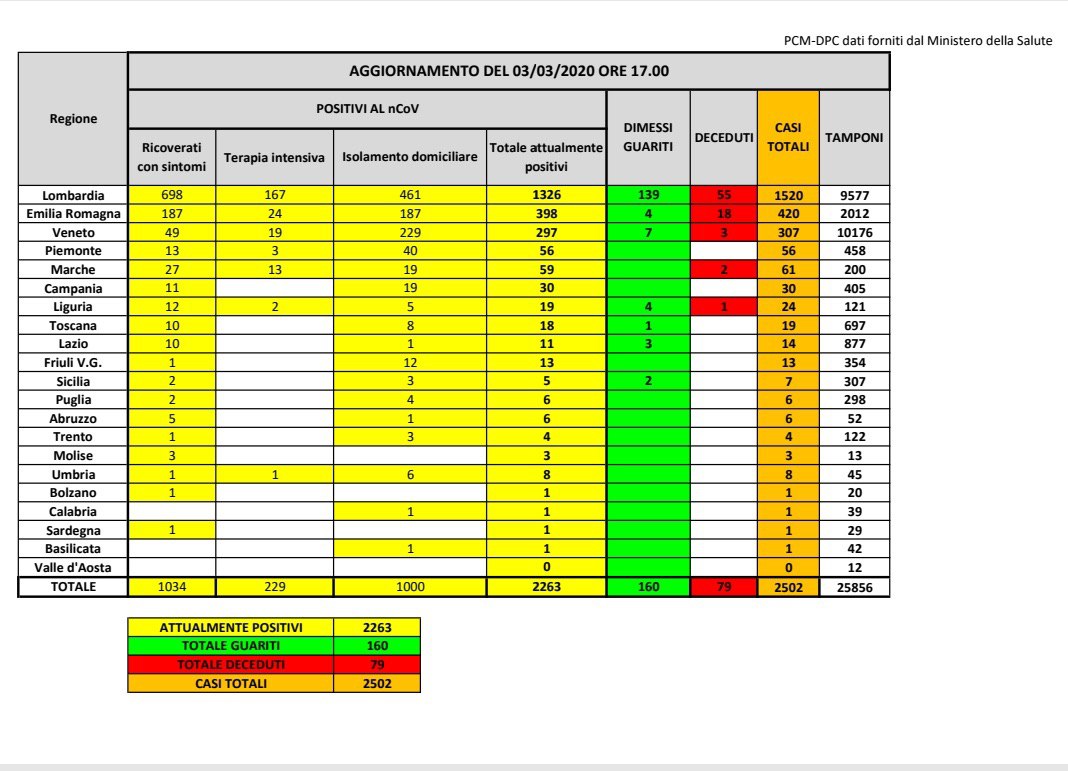 PCM-DPC dati forniti dal Ministero della Salute
AGGIORNAMENTO DEL 03/03/2020 ORE 17.00
Regione
POSITIVI AL nCoV
DIMESSI
GUARITI
DECEDUTI
CASI
TOTALI
TAMPONI
Ricoverati
con sintomi
Terapia intensiva
Isolamento domiciliare
Totale attualmente
positivi
Lombardia 698 167 461 1326 139 55 1520 9577
Emilia Romagna 187 24 187 398 4 18 420 2012
Veneto 49 19 229 297 7 3 307 10176
Piemonte 13 3 40 56 56 458
Marche 27 13 19 59 2 61 200
Campania 11 19 30 30 405
Liguria 12 2 5 19 4 1 24 121
Toscana 10 8 18 1 19 697
Lazio 10 1 11 3 14 877
Friuli V.G. 1 12 13 13 354
Sicilia 2 3 5 2 7 307
Puglia 2 4 6 6 298
Abruzzo 5 1 6 6 52
Trento 1 3 4 4 122
Molise 3 3 3 13
Umbria 1 1 6 8 8 45
Bolzano 1 1 1 20
Calabria 1 1 1 39
Sardegna 1 1 1 29
Basilicata 1 1 1 42
Valle d'Aosta 0 0 12
TOTALE 1034 229 1000 2263 160 79 2502 25856
ATTUALMENTE POSITIVI 2263
TOTALE GUARITI 160
TOTALE DECEDUTI 79
CASI TOTALI 2502